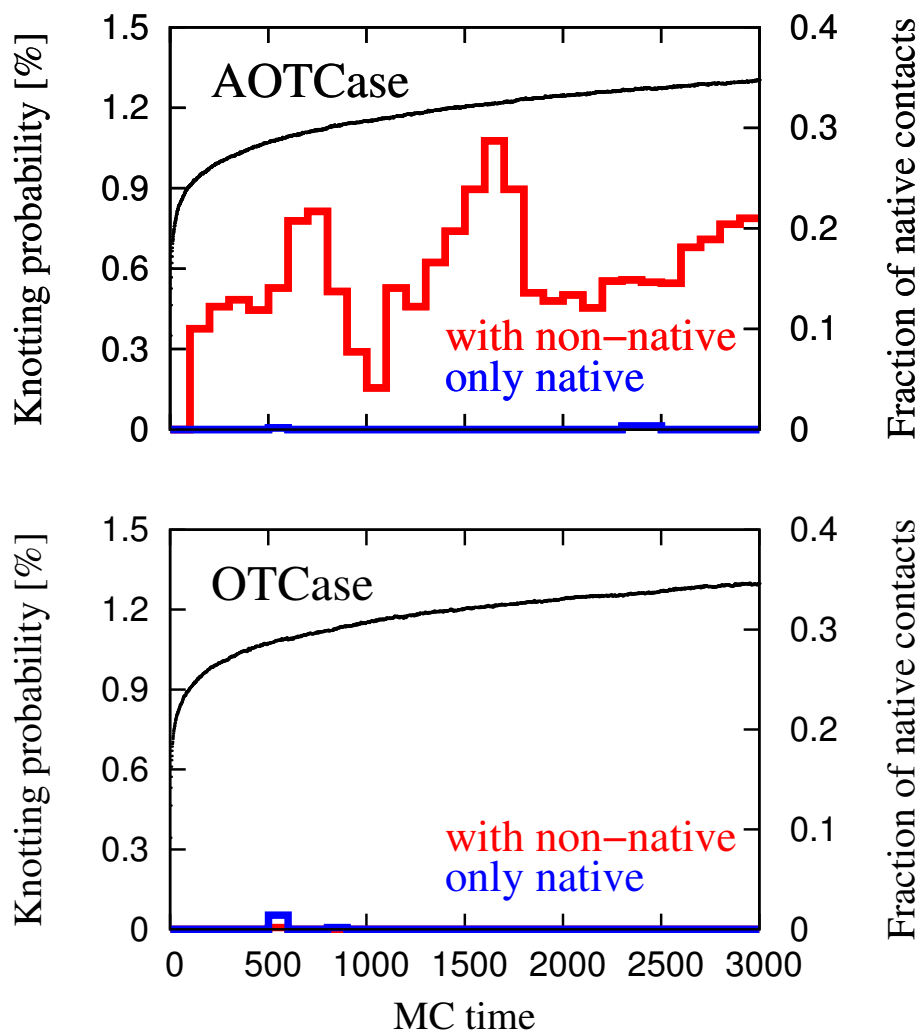 Knotting probability [%]
1.5
1.2
0.9
0.6
0.3
0
AOTCase
with non−native
only native
0.4
0.3
0.2
0.1
0
Fraction of native contacts
Knotting probability [%]
1.5
1.2
0.9
0.6
0.3
0
OTCase
with non−native
only native
0.4
0.3
0.2
0.1
0
Fraction of native contacts
0 500 1000 1500 2000 2500 3000
MC time